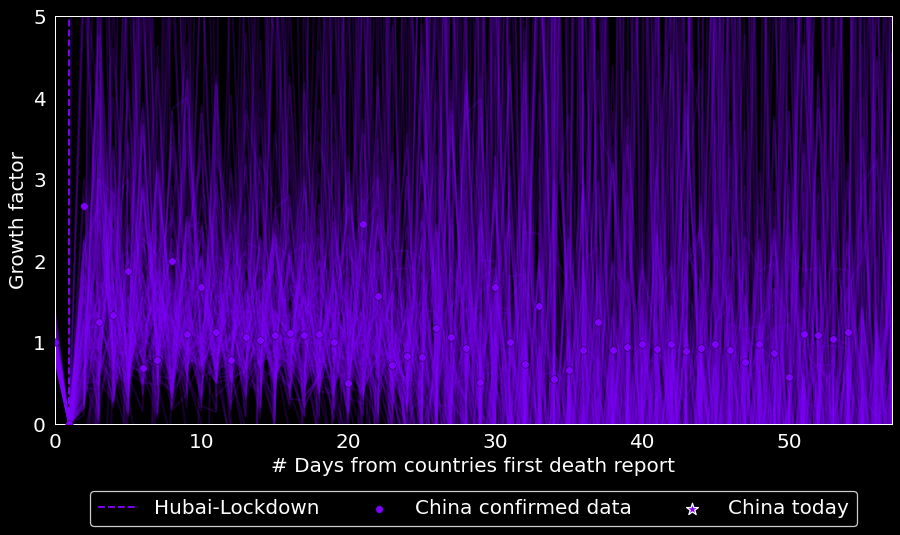 5
4
3
2
1
0
Growth factor
0 10 20 30 40 50
# Days from countries first death report
Hubai-Lockdown China confirmed data China today